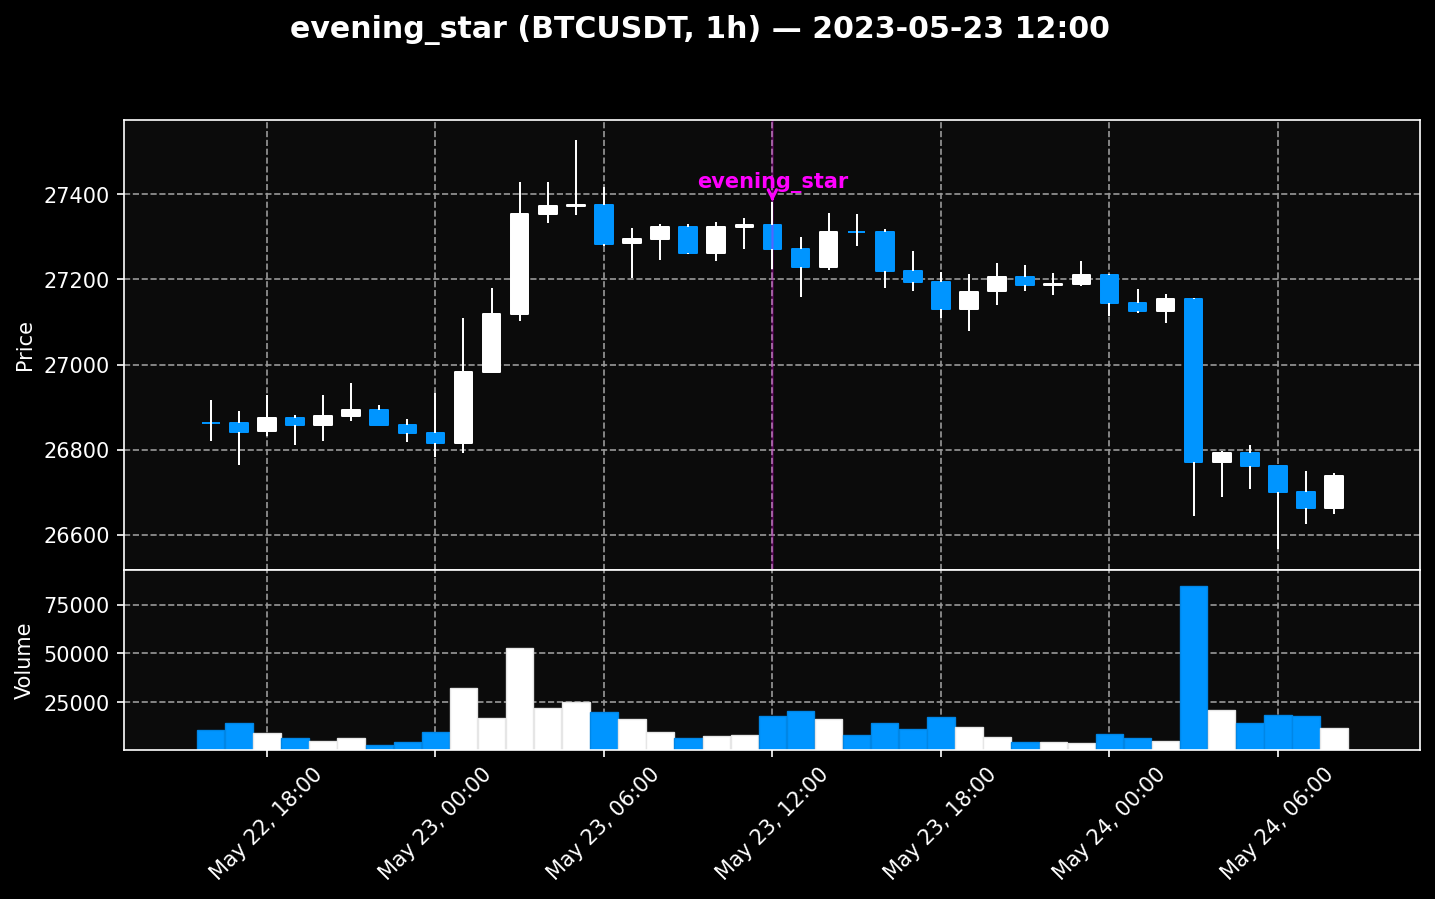 evening_star (BTCUSDT, 1h) — 2023-05-23 12:00
evening_star
Price
27400
27200
27000
26800
26600
Volume
75000
50000
25000
May 22, 18:00
May 23, 00:00
May 23, 06:00
May 23, 12:00
May 23, 18:00
May 24, 00:00
May 24, 06:00